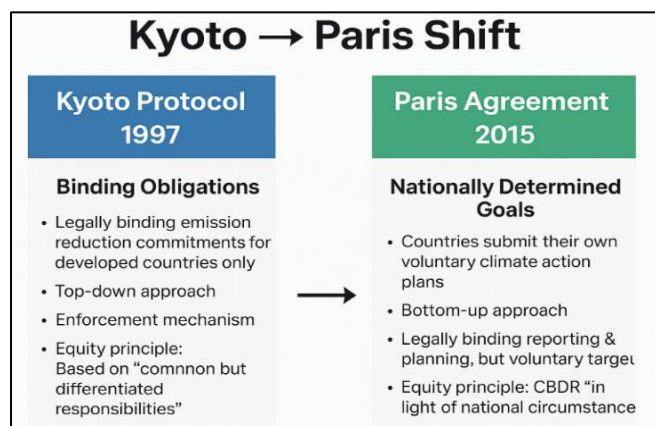 Kyoto → Paris Shift
Kyoto Protocol
1997
Binding Obligations
• Legally binding emission
reduction commitments for
developed countries only
• Top-down approach
• Enforcement mechanism
• Equity principle:
Based on “comnnon but
differentiated
responsibilities”
→
Paris Agreement
2015
Nationally Determined
Goals
• Countries submit their own
voluntary climate action
plans
• Bottom-up approach
• Legally binding reporting &
planning, but voluntary
• Equity principle: CBDR “in
light of national circumstance